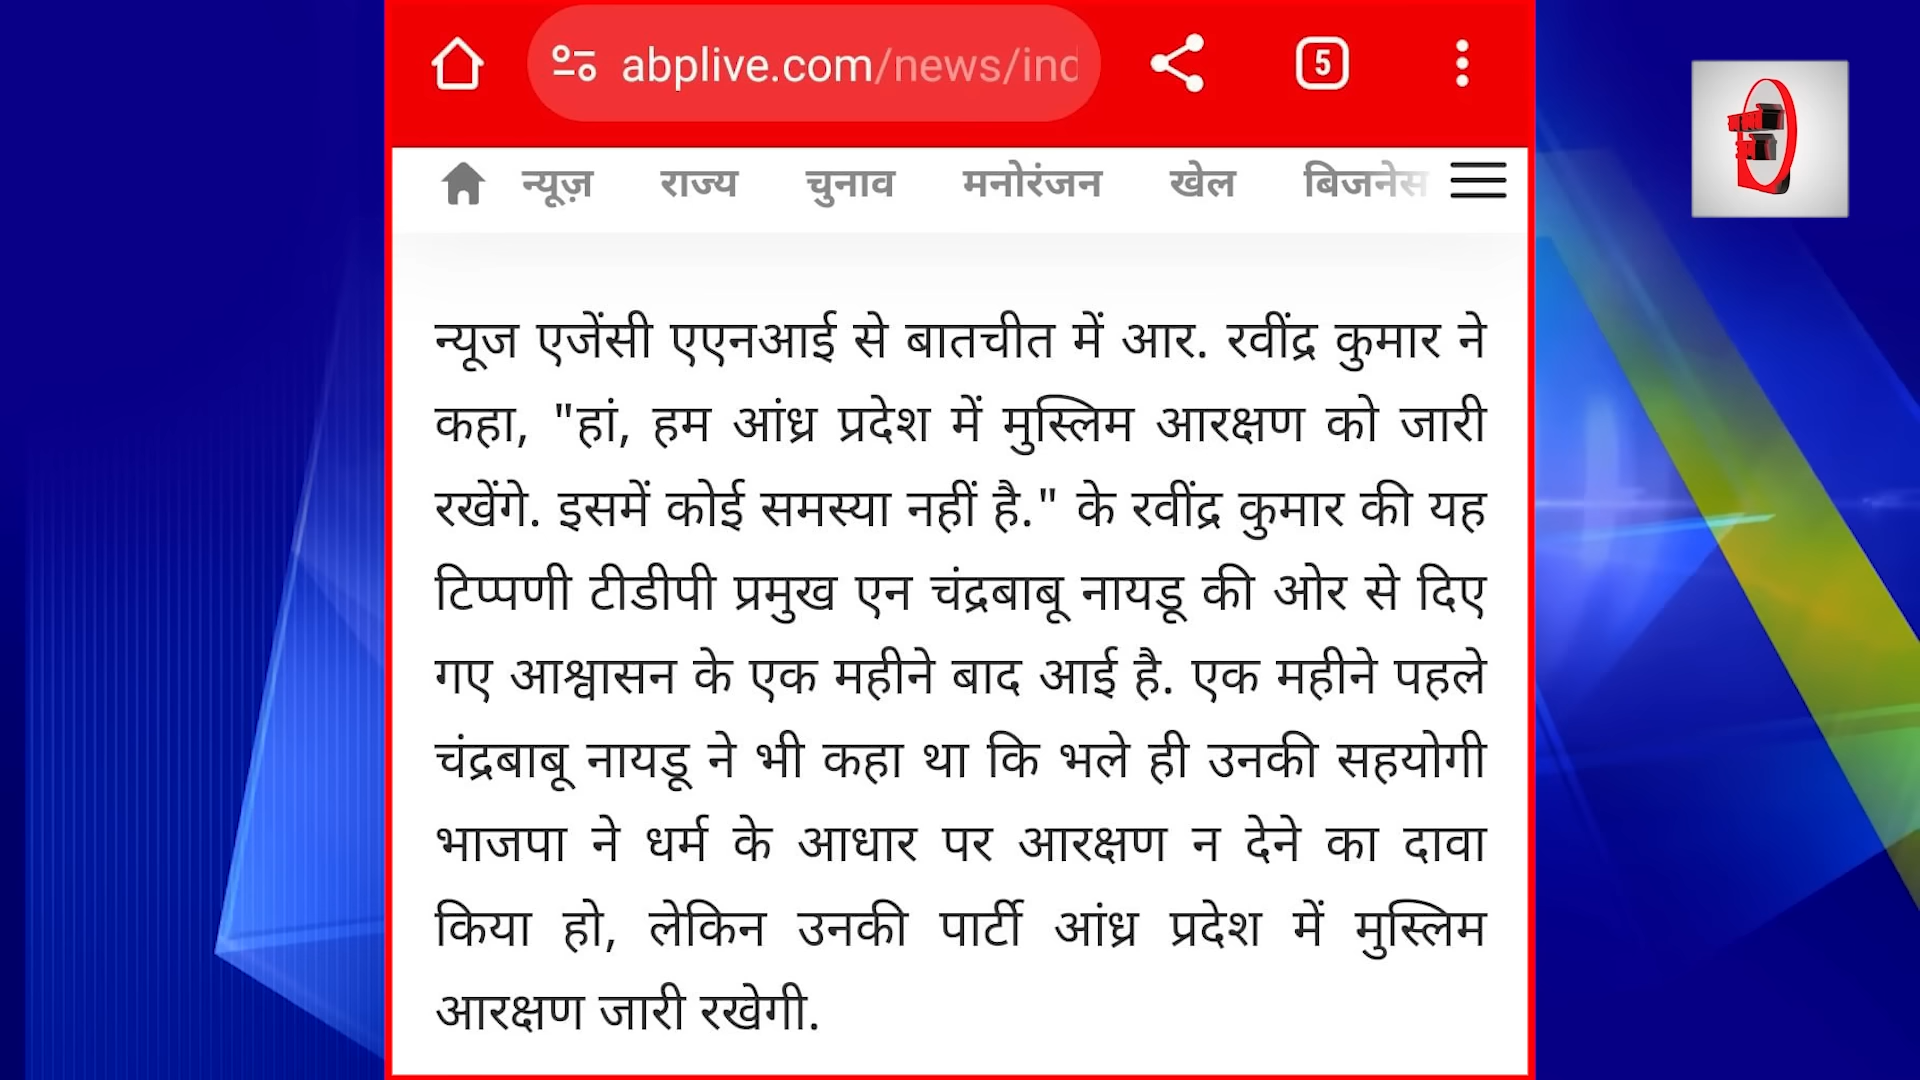 abplive.com/news/ind
5
न्यूज़ राज्य चुनाव मनोरंजन खेल बिजनेस
न्यूज एजेंसी एएनआई से बातचीत में आर. रवींद्र कुमार ने
कहा, "हां, हम आंध्र प्रदेश में मुस्लिम आरक्षण को जारी
रखेंगे. इसमें कोई समस्या नहीं है." के रवींद्र कुमार की यह
टिप्पणी टीडीपी प्रमुख एन चंद्रबाबू नायडू की ओर से दिए
गए आश्वासन के एक महीने बाद आई है. एक महीने पहले
चंद्रबाबू नायडू ने भी कहा था कि भले ही उनकी सहयोगी
भाजपा ने धर्म के आधार पर आरक्षण न देने का दावा
किया हो, लेकिन उनकी पार्टी आंध्र प्रदेश में मुस्लिम
आरक्षण जारी रखेगी.